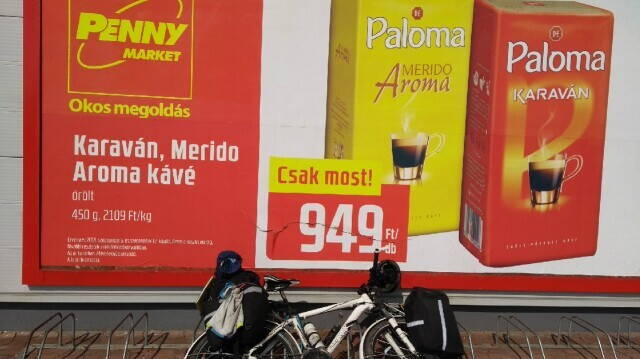 PENNY
MARKET
Okos megoldás
Karaván, Merido
Aroma kávé
őrölt
450 g, 2109 Ft/kg
Csak most!
949 Ft/
db
Paloma
MERIDO
Aroma
Paloma
KARAVÁN